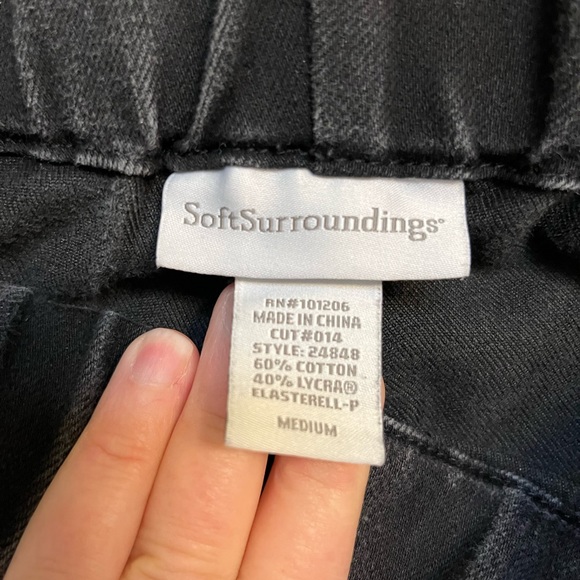 SoftSurroundings®
RN#101206
MADE IN CHINA
CUT#014
STYLE: 24848
60% COTTON
40% LYCRA®
ELASTERELL-P
MEDIUM